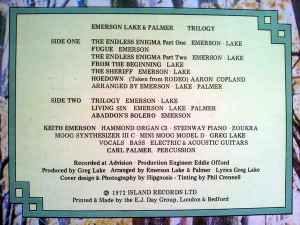 EMERSON LAKE & PALMER TRILOGY
SIDE ONE THE ENDLESS ENIGMA Part One EMERSON · LAKE
FUGUE EMERSON
THE ENDLESS ENIGMA Part Two EMERSON · LAKE
FROM THE BEGINNING LAKE
THE SHERIFF EMERSON · LAKE
HOEDOWN (Taken from RODEO) AARON COPLAND
ARRANGED BY EMERSON · LAKE · PALMER
SIDE TWO TRILOGY EMERSON · LAKE
LIVING SIN EMERSON · LAKE · PALMER
ABADDON'S BOLERO EMERSON
KEITH EMERSON HAMMOND ORGAN C3 · STEINWAY PIANO · ZOUKRA
MOOG SYNTHESIZER III C · MINI MOOG MODEL D · GREG LAKE
VOCALS · BASS · ELECTRIC & ACOUSTIC GUITARS
CARL PALMER PERCUSSION
Recorded at Advision · Production Engineer Eddie Offord
Produced by Greg Lake · Arranged by Emerson Lake & Palmer · Lyrics Greg Lake
Cover design & Photography by Hipgnosis · Tinting by Phil Crennell
© 1972 ISLAND RECORDS LTD
Printed & Made by the E.J. Day Group, London & Bedford